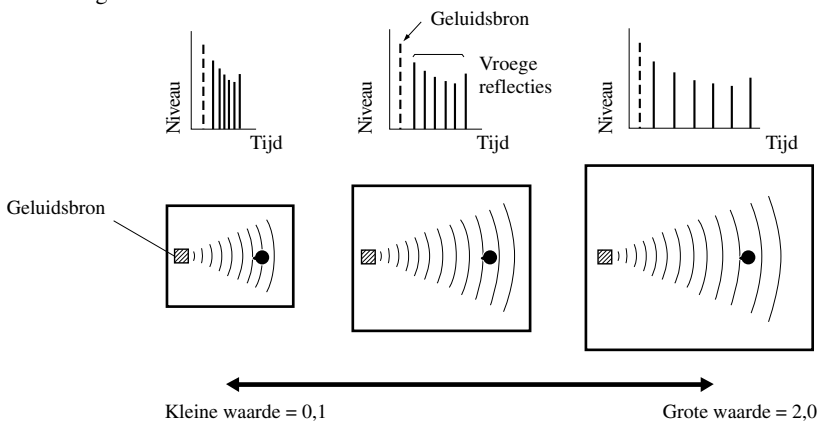 Geluidsbron
Niveau
Tijd
Niveau
Vroege
reflecties
Tijd
Niveau
Tijd
Geluidsbron
Kleine waarde = 0,1
Grote waarde = 2,0